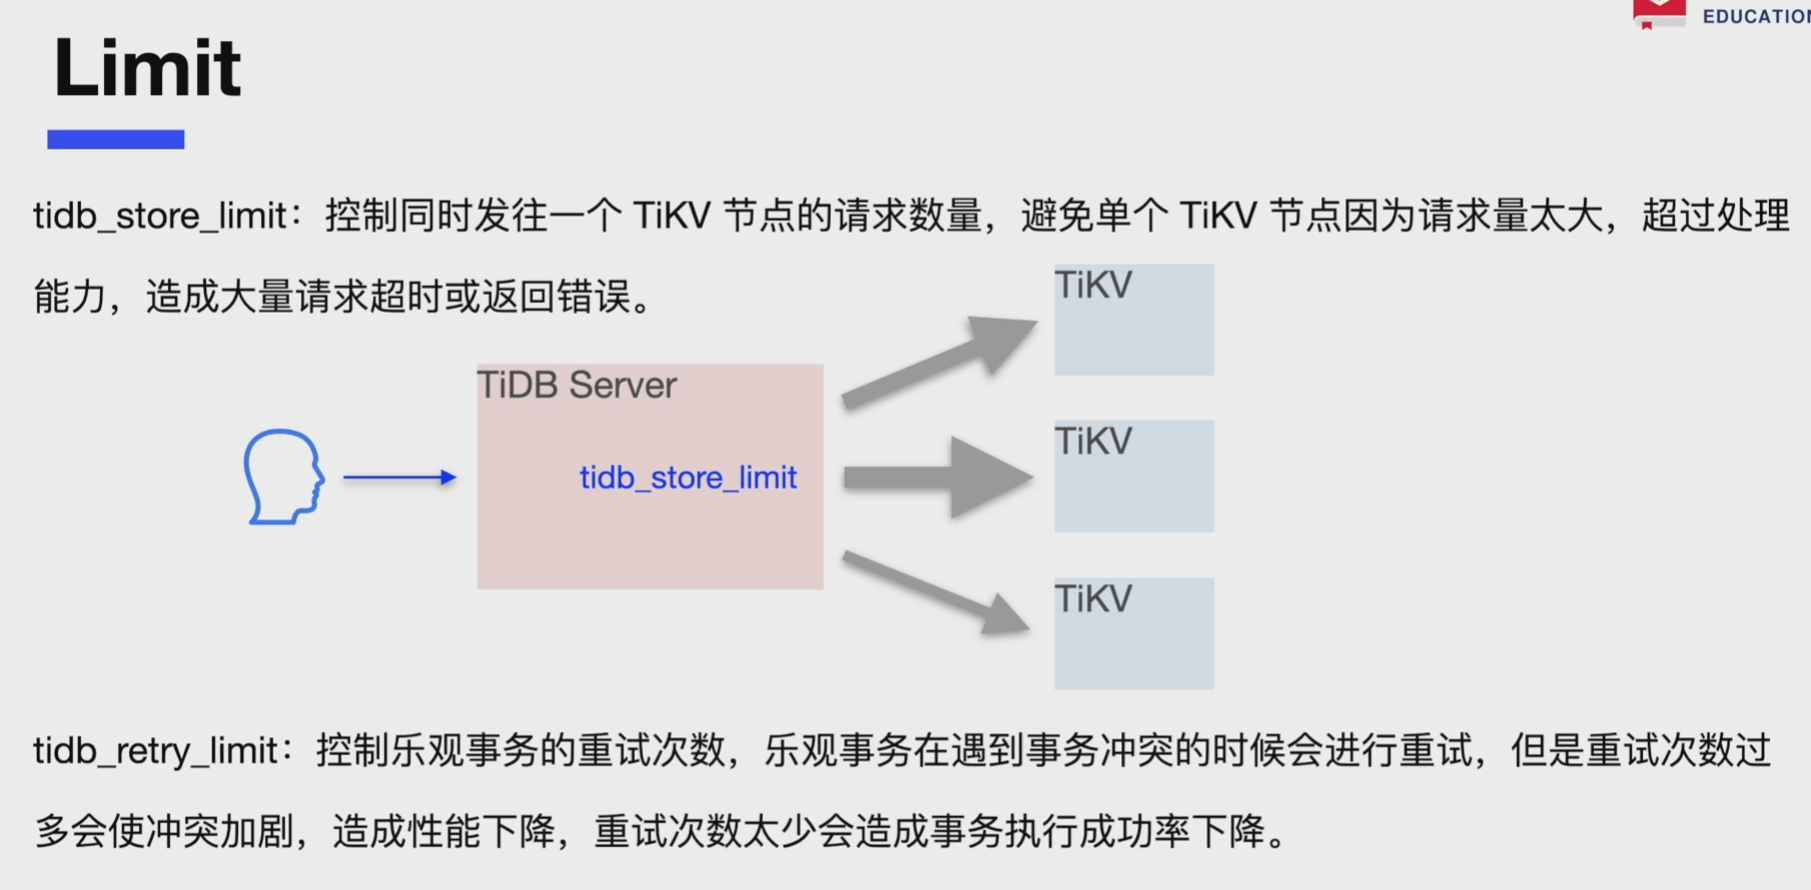 EDUCATION
Limit
tidb_store_limit：控制同时发往一个 TiKV 节点的请求数量，避免单个 TiKV 节点因为请求量太大，超过处理
能力，造成大量请求超时或返回错误。
TiKV
TiDB Server
TiKV
tidb_store_limit
TiKV
tidb_retry_limit：控制乐观事务的重试次数，乐观事务在遇到事务冲突的时候会进行重试，但是重试次数过
多会使冲突加剧，造成性能下降，重试次数太少会造成事务执行成功率下降。